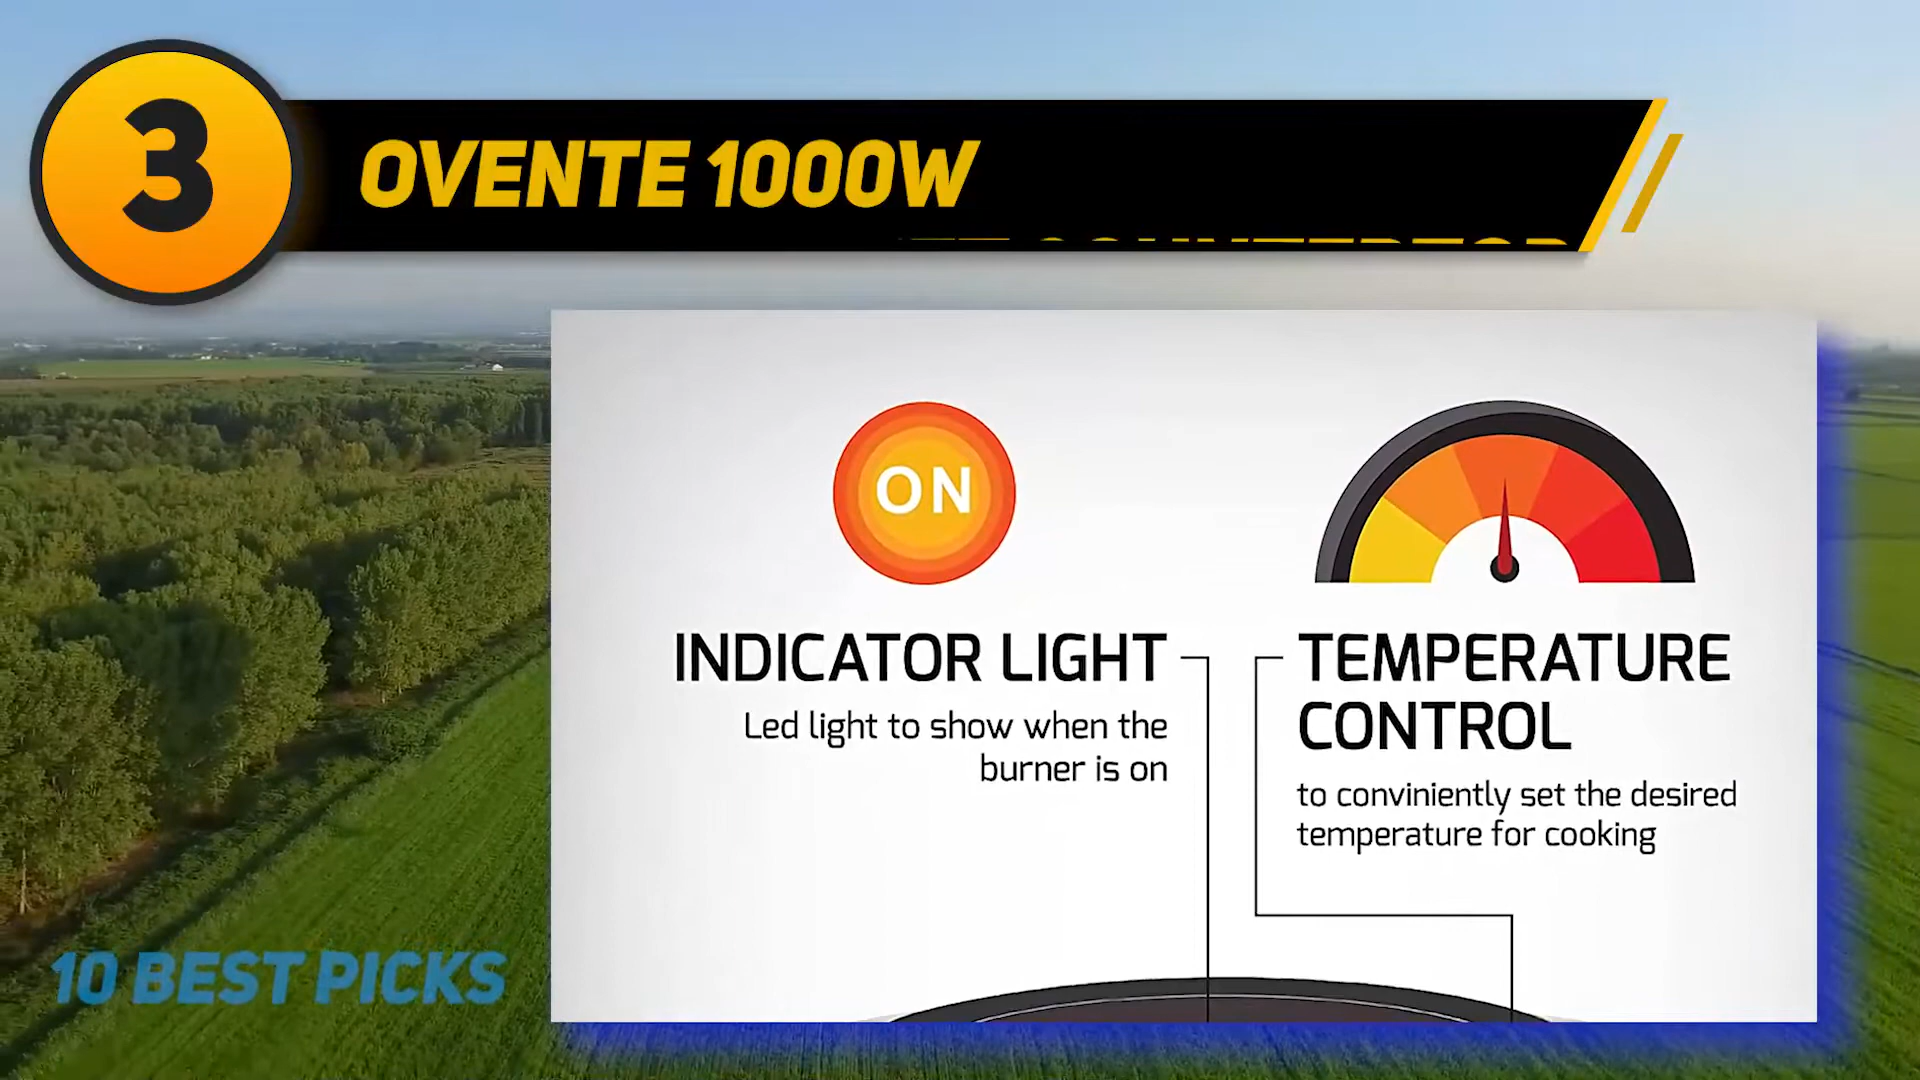 3
OVENTE 1000W
ON
INDICATOR LIGHT
Led light to show when the
burner is on
TEMPERATURE
CONTROL
to conviniently set the desired
temperature for cooking
10 BEST PICKS